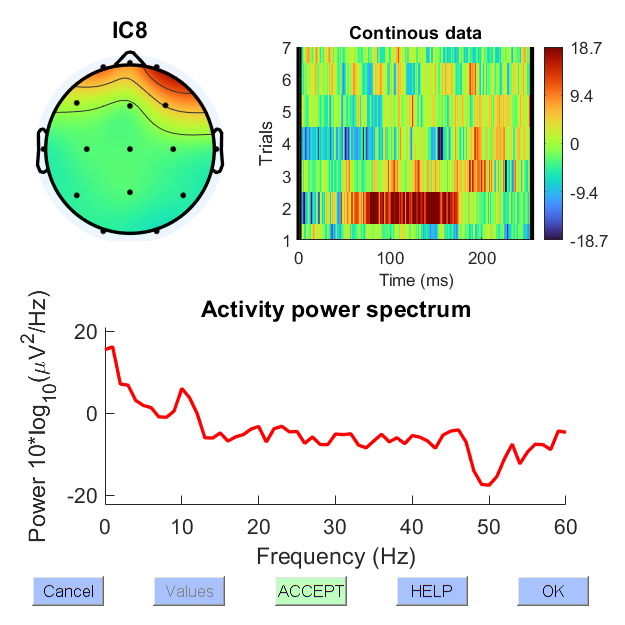 IC8
Continous data
7
6
5
4
3
2
1
Trials
0
100
200
Time (ms)
18.7
9.4
0
-9.4
-18.7
Activity power spectrum
20
0
-20
Power 10*log10(μV2/Hz)
0
10
20
30
40
50
60
Frequency (Hz)
Cancel
Values
ACCEPT
HELP
OK